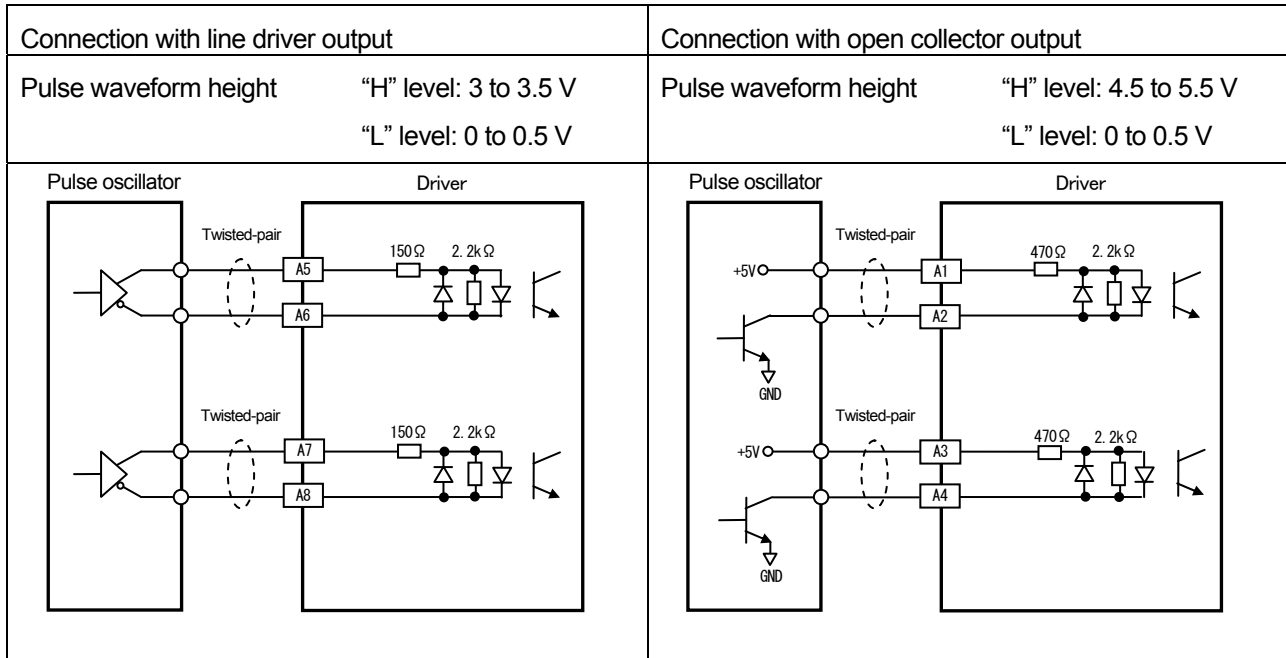 Connection with line driver output
Connection with open collector output
Pulse waveform height “H” level: 3 to 3.5 V
“L” level: 0 to 0.5 V
Pulse waveform height “H” level: 4.5 to 5.5 V
“L” level: 0 to 0.5 V
Pulse oscillator
Driver
Twisted-pair
150Ω
2. 2kΩ
A5
A6
Twisted-pair
150Ω
2. 2kΩ
A7
A8
Pulse oscillator
Driver
Twisted-pair
470Ω
2. 2kΩ
+5V
A1
A2
GND
Twisted-pair
470Ω
2. 2kΩ
+5V
A3
A4
GND